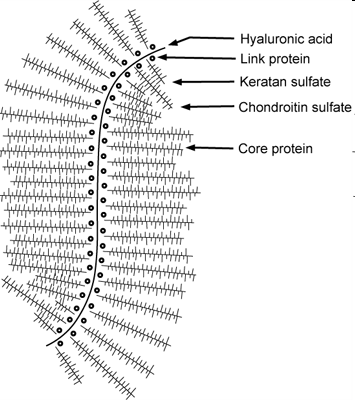 Hyaluronic acid
Link protein
Keratan sulfate
Chondroitin sulfate
Core protein